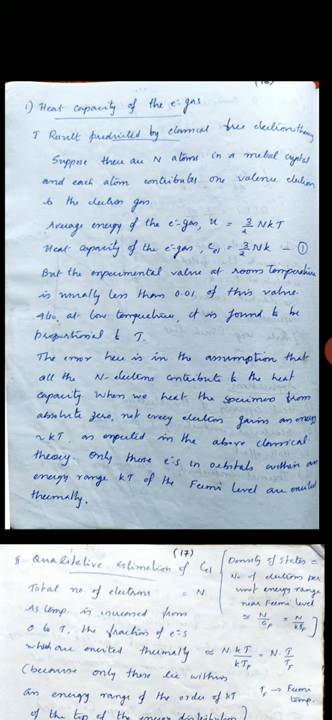 (16)
1) Heat capacity of the e⁻ gas
I Result predicted by classical free electron theory
Suppose there are N atoms in a metal crystal
and each atom contributes one valence electron
to the electron gas.
Average energy of the e⁻ gas, u = 3/2 NkT
Heat capacity of the e⁻ gas, Cel = 3/2 Nk — ①
But the experimental value at room temperature
is usually less than 0.01 of this value.
Also, at low temperature, it is found to be
proportional to T.
The error here is in the assumption that
all the N-electrons contribute to the heat
capacity. When we heat the specimen from
absolute zero, not every electron gains an energy
~ kT, as expected in the above classical
theory. Only those e⁻s in orbitals within an
energy range kT of the Fermi level are excited
thermally.
(17)
II Qualitative estimation of Cel
[Density of states =
No. of electrons per
unit energy range
near Fermi level
≈ N/εF = N/kTF]
Total no. of electrons = N
As temp. is increased from
0 to T, the fraction of e⁻s
which are excited thermally ≈ N·kT/kTF = N·T/TF
(because only those lie within
an energy range of the order of kT
TF → Fermi temp.
of the top of the energy distribution)